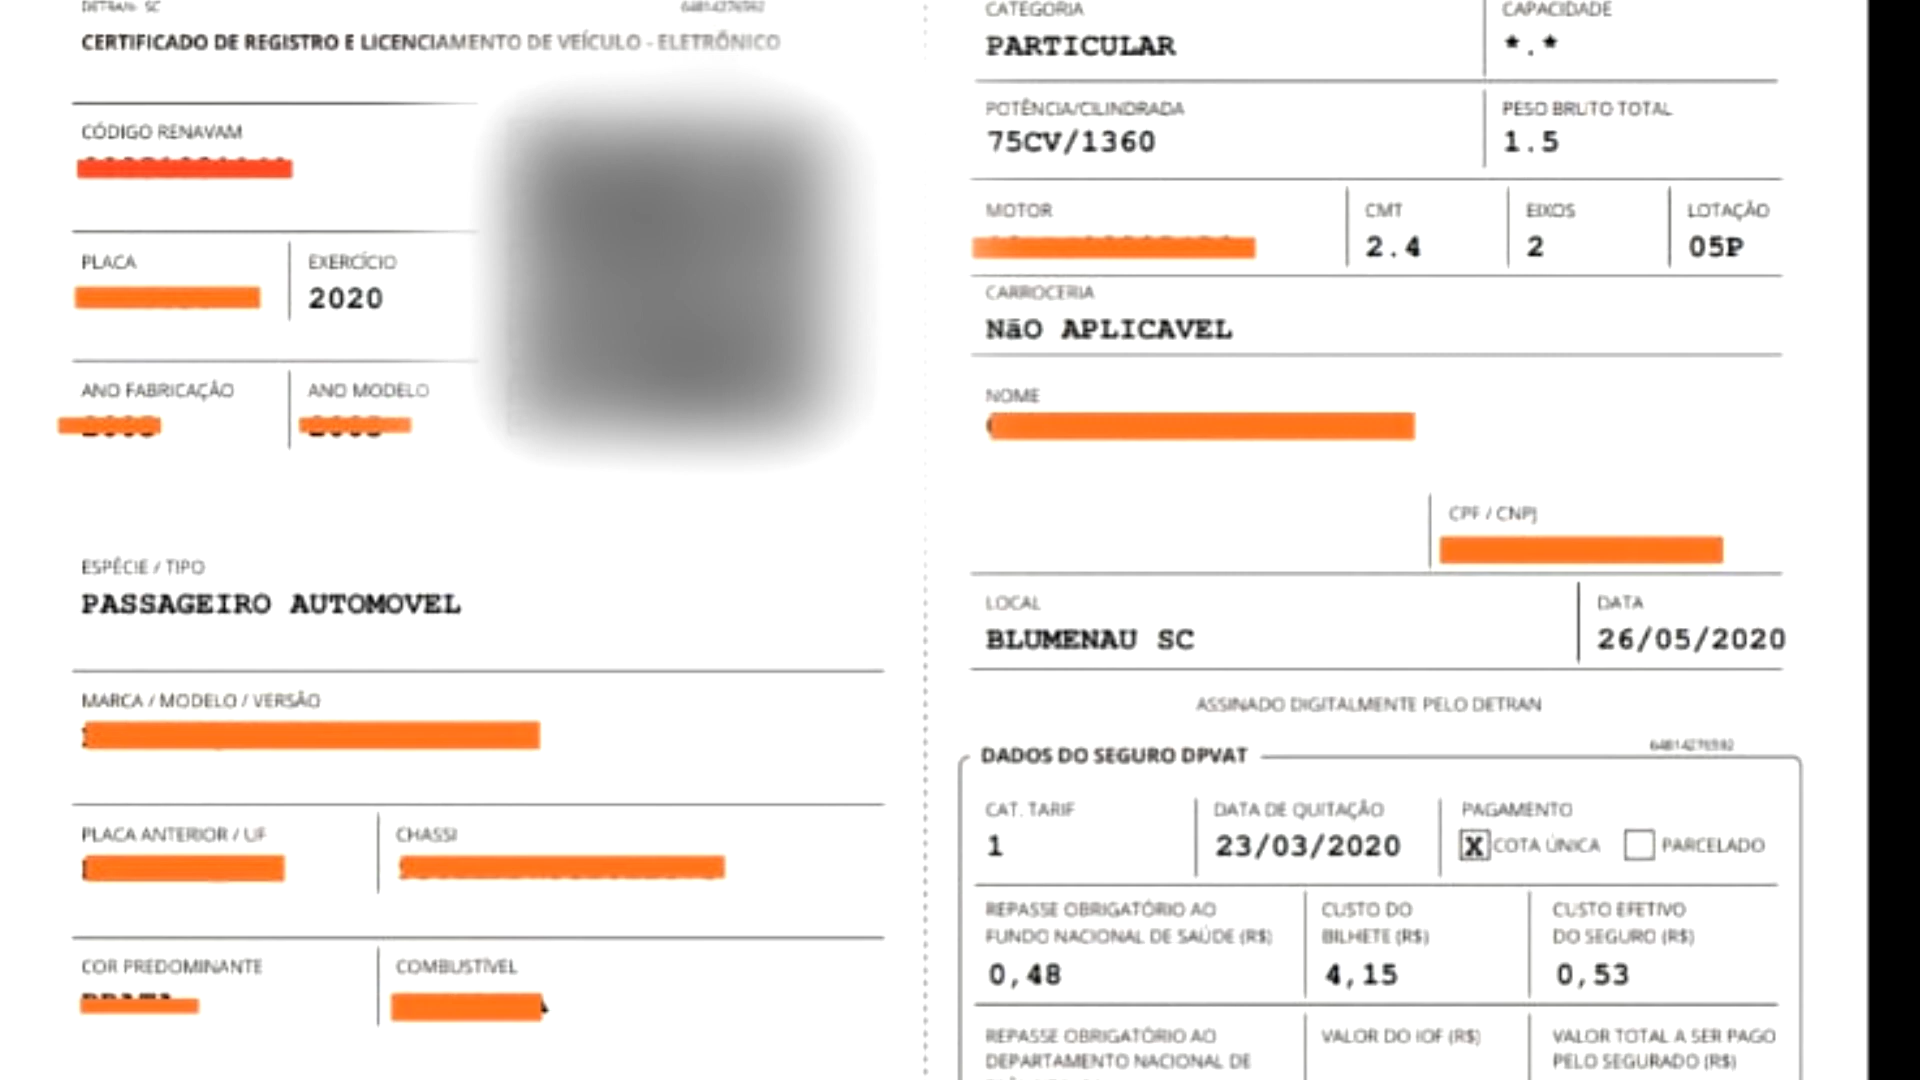 DETRAN- SC
64814276592
CERTIFICADO DE REGISTRO E LICENCIAMENTO DE VEÍCULO - ELETRÔNICO
CÓDIGO RENAVAM
PLACA
EXERCÍCIO
2020
ANO FABRICAÇÃO
ANO MODELO
ESPÉCIE / TIPO
PASSAGEIRO AUTOMOVEL
MARCA / MODELO / VERSÃO
PLACA ANTERIOR / UF
CHASSI
COR PREDOMINANTE
COMBUSTÍVEL
CATEGORIA
CAPACIDADE
PARTICULAR
*.*
POTÊNCIA/CILINDRADA
PESO BRUTO TOTAL
75CV/1360
1.5
MOTOR
CMT
EIXOS
LOTAÇÃO
2.4
2
05P
CARROCERIA
NãO APLICAVEL
NOME
CPF / CNPJ
LOCAL
DATA
BLUMENAU SC
26/05/2020
ASSINADO DIGITALMENTE PELO DETRAN
64814276592
DADOS DO SEGURO DPVAT
CAT. TARIF
DATA DE QUITAÇÃO
PAGAMENTO
1
23/03/2020
X COTA ÚNICA
PARCELADO
REPASSE OBRIGATÓRIO AO
FUNDO NACIONAL DE SAÚDE (R$)
CUSTO DO
BILHETE (R$)
CUSTO EFETIVO
DO SEGURO (R$)
0,48
4,15
0,53
REPASSE OBRIGATÓRIO AO
DEPARTAMENTO NACIONAL DE
VALOR DO IOF (R$)
VALOR TOTAL A SER PAGO
PELO SEGURADO (R$)